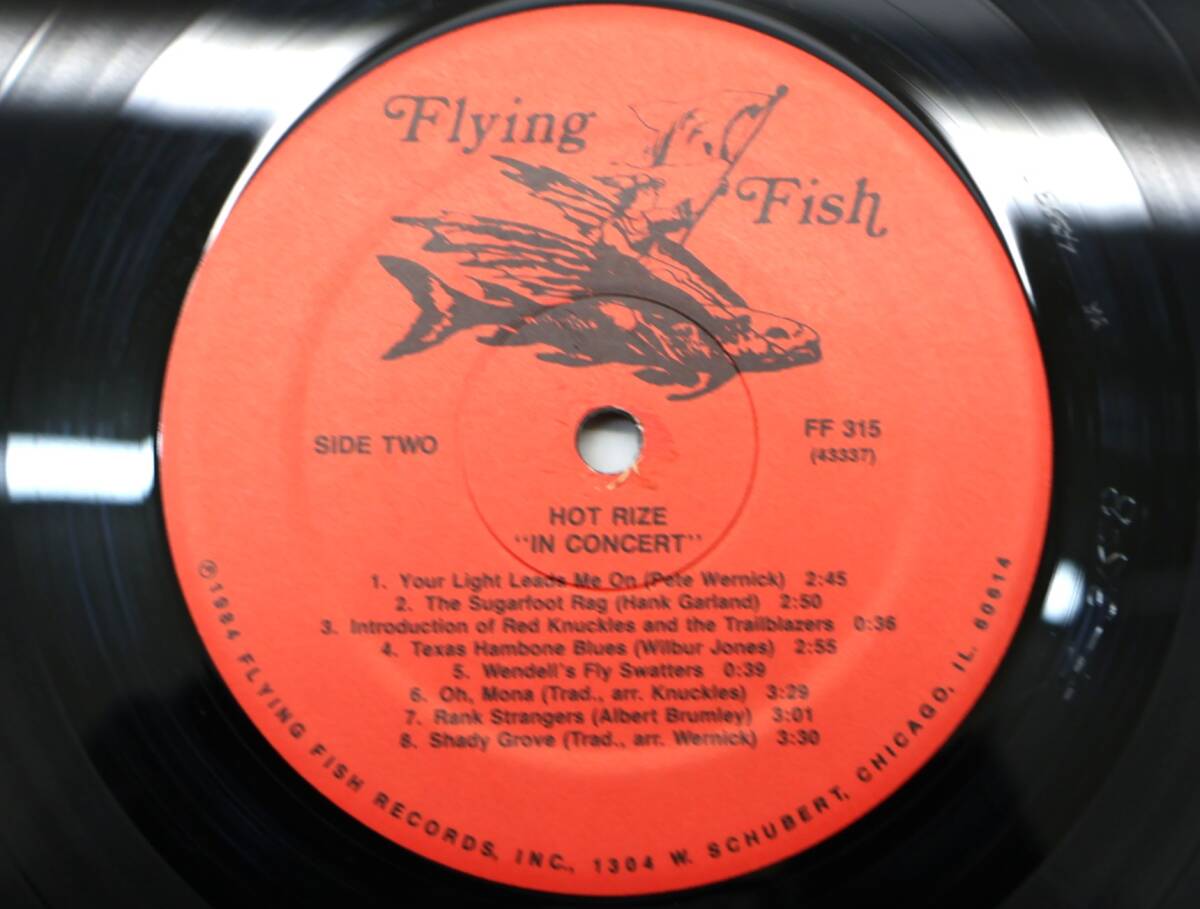 Flying Fish
SIDE TWO
FF 315
(43337)
HOT RIZE
"IN CONCERT"
1. Your Light Leads Me On (Pete Wernick) 2:45
2. The Sugarfoot Rag (Hank Garland) 2:50
3. Introduction of Red Knuckles and the Trailblazers 0:36
4. Texas Hambone Blues (Wilbur Jones) 2:55
5. Wendell's Fly Swatters 0:39
6. Oh, Mona (Trad., arr. Knuckles) 3:29
7. Rank Strangers (Albert Brumley) 3:01
8. Shady Grove (Trad., arr. Wernick) 3:30
℗1984 FLYING FISH RECORDS, INC., 1304 W. SCHUBERT, CHICAGO, IL. 60614